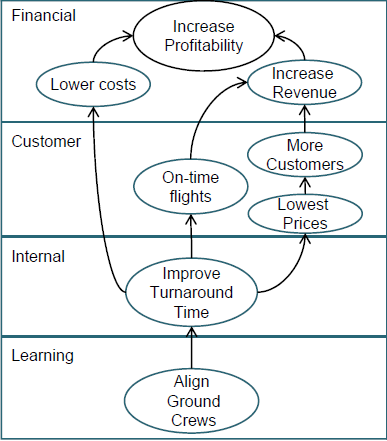 Financial
Increase
Profitability
Lower costs
Increase
Revenue
Customer
More
Customers
On-time
flights
Lowest
Prices
Internal
Improve
Turnaround
Time
Learning
Align
Ground
Crews